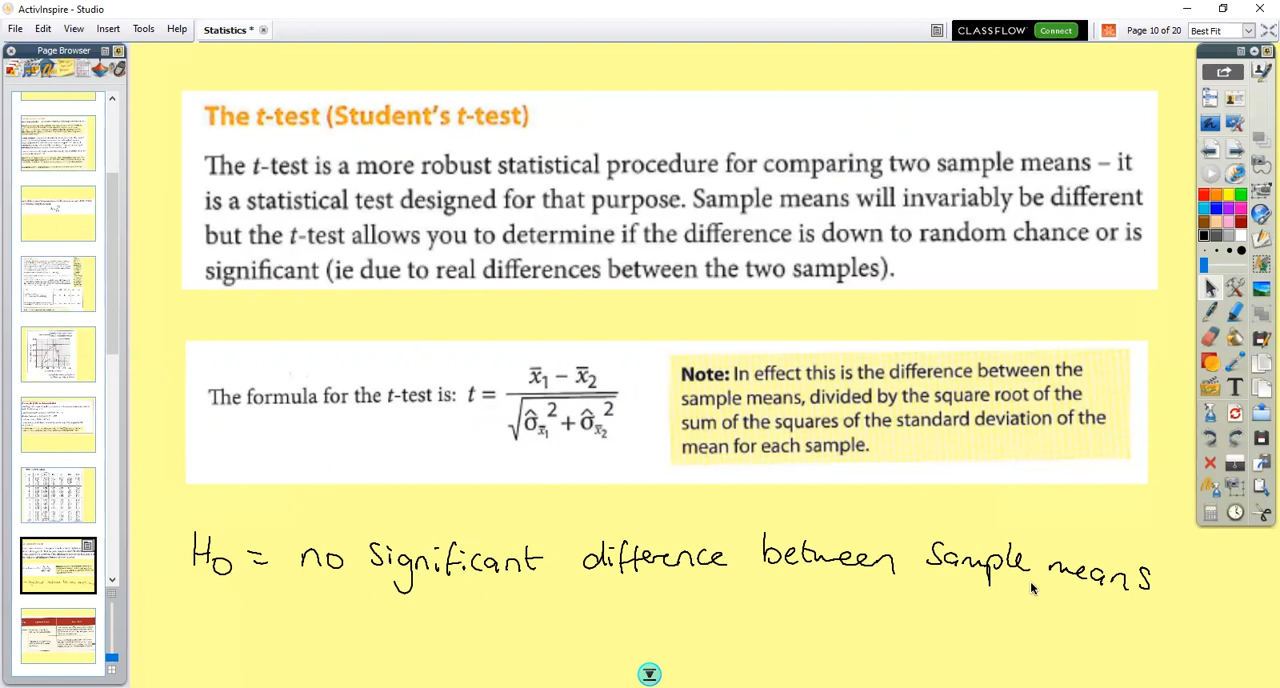 ActivInspire - Studio
File Edit View Insert Tools Help
Statistics *
CLASSFLOW Connect
Page 10 of 20
Best Fit
Page Browser
The t-test (Student's t-test)
The t-test is a more robust statistical procedure for comparing two sample means – it
is a statistical test designed for that purpose. Sample means will invariably be different
but the t-test allows you to determine if the difference is down to random chance or is
significant (ie due to real differences between the two samples).
The formula for the t-test is: t = (x̄₁ − x̄₂) / √(σ̂x̄₁² + σ̂x̄₂²)
Note: In effect this is the difference between the
sample means, divided by the square root of the
sum of the squares of the standard deviation of the
mean for each sample.
H₀ = no significant difference between sample means